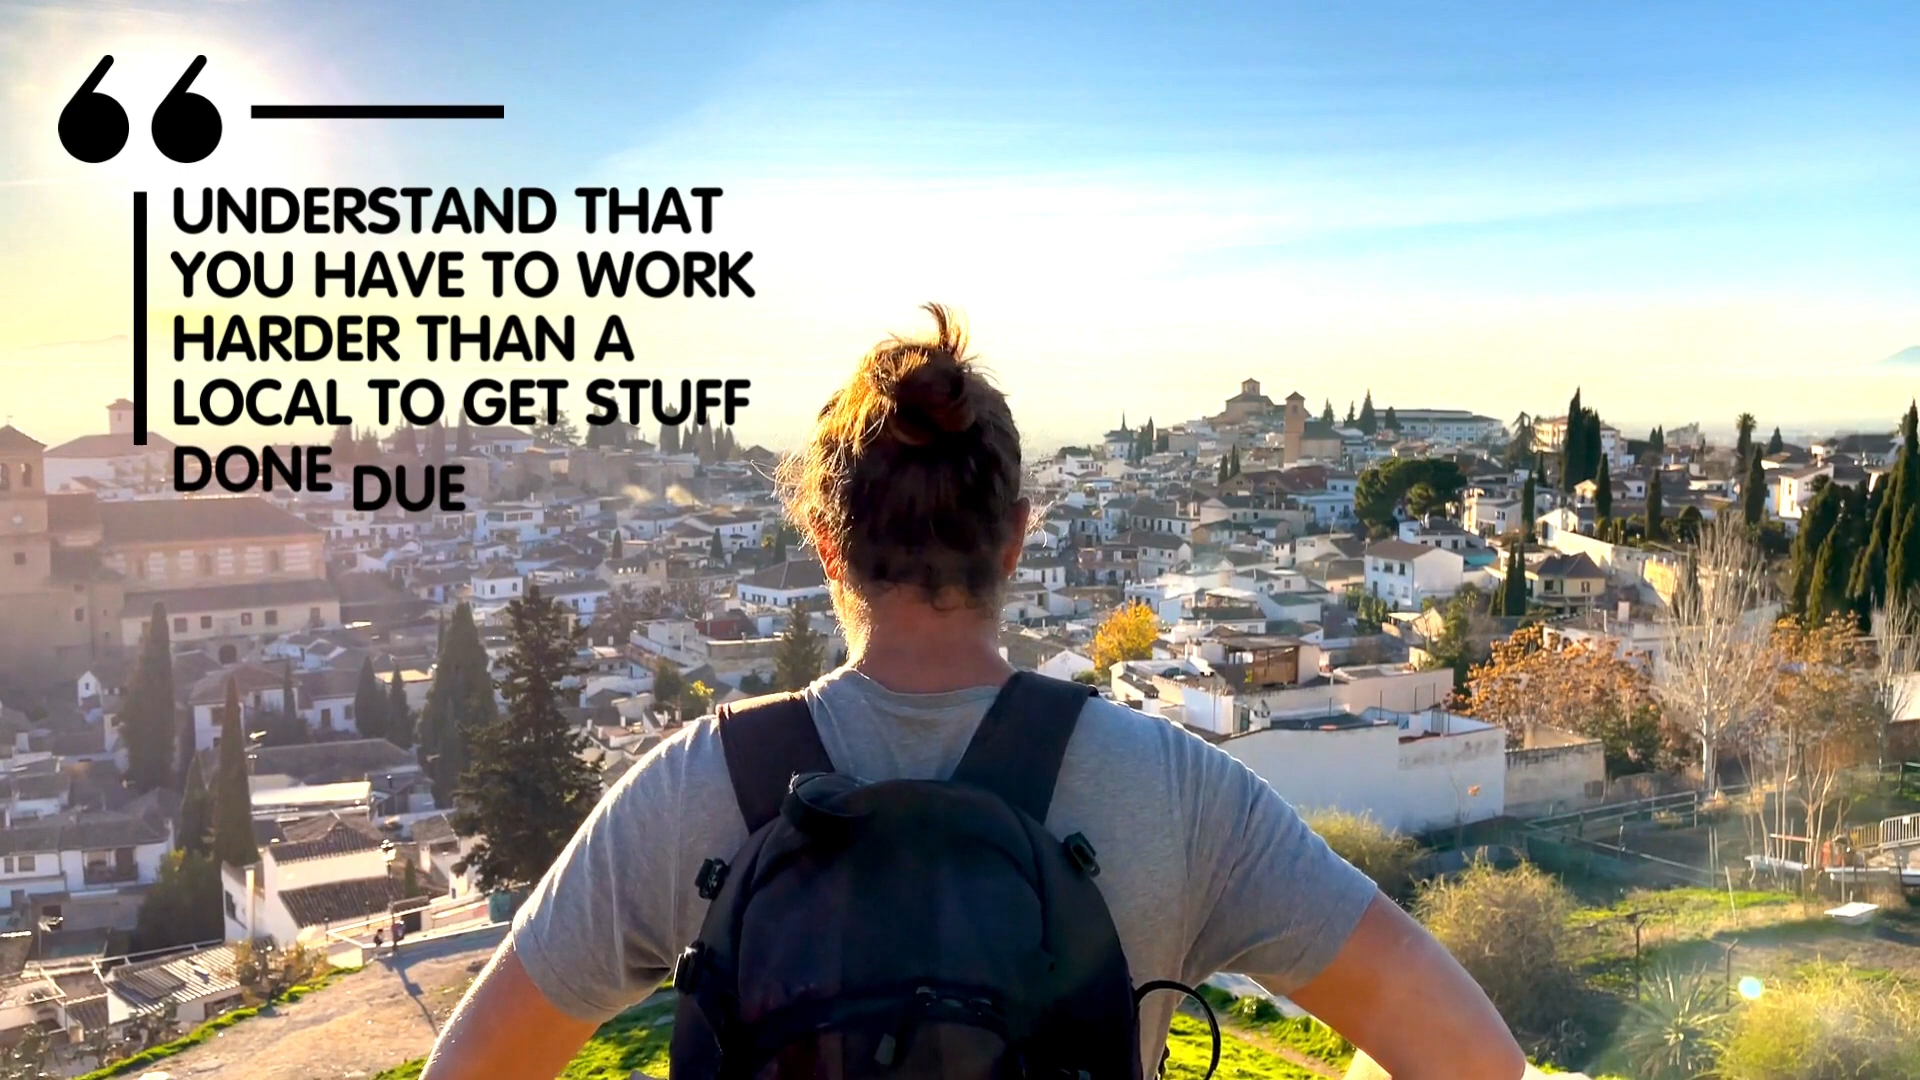 UNDERSTAND THAT
YOU HAVE TO WORK
HARDER THAN A
LOCAL TO GET STUFF
DONE DUE